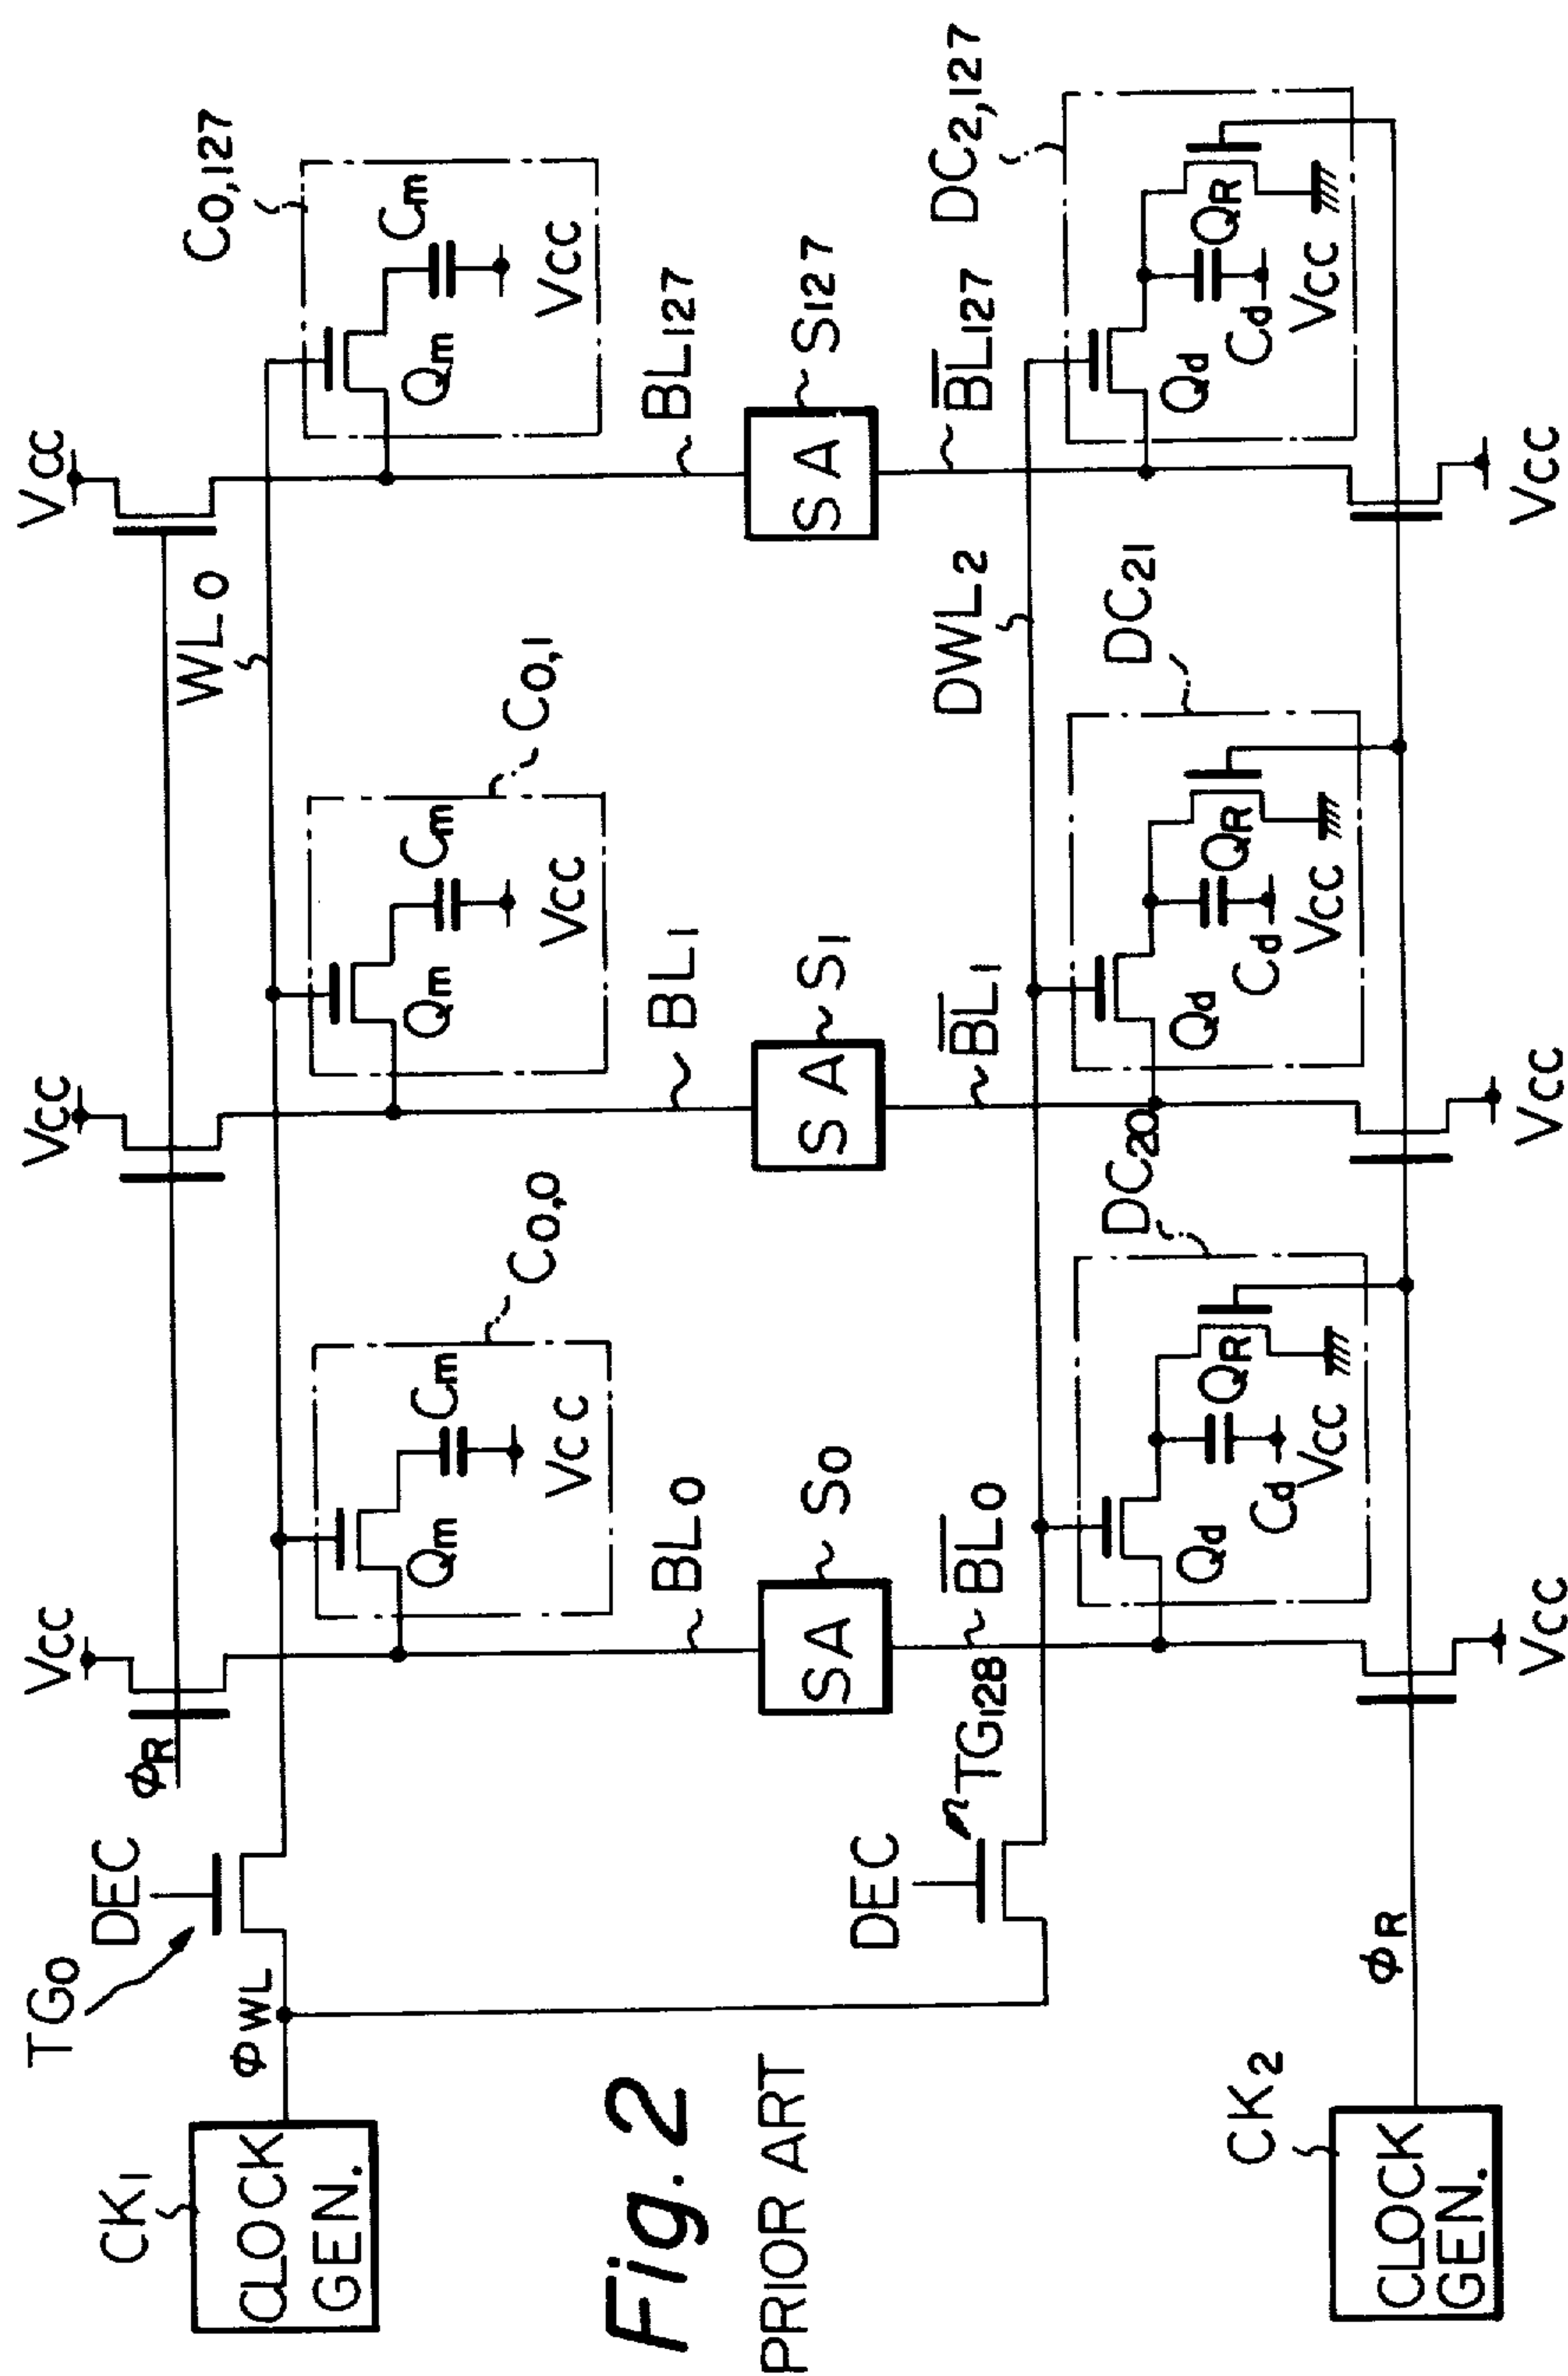 VCC
VCC
VCC
TG0
DEC
ΦR
WL0
CK1
CLOCK
GEN.
ΦWL
C0,0
C0,1
C0,127
Qm
Cm
VCC
Qm
Cm
VCC
Qm
Cm
VCC
BL0
BL1
BL127
SA
S0
SA
S1
SA
S127
Fig. 2
PRIOR ART
DEC
TG128
B̅L̅0
B̅L̅1
DWL2
B̅L̅127
DC20
DC21
DC2,127
Qd
Cd
QR
VCC
Qd
Cd
QR
VCC
Qd
Cd
QR
VCC
CK2
CLOCK
GEN.
ΦR
VCC
VCC
VCC